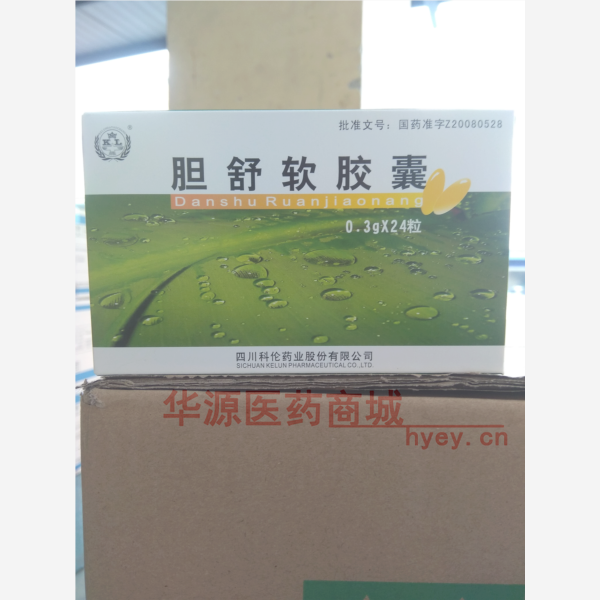 批准文号：国药准字Z20080528
KL
®
胆舒软胶囊
Danshu Ruanjiaonang
0.3gX24粒
四川科伦药业股份有限公司
SICHUAN KELUN PHARMACEUTICAL CO.,LTD.
华源医药商城
hyey.cn